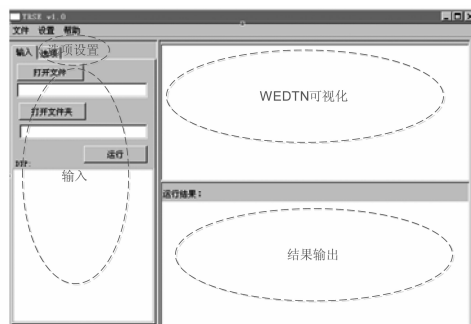 TASE v1.0
文件 设置 帮助
输入 选项 选项设置
打开文件
WEDTN可视化
打开文件夹
运行
输入
运行结果：
结果输出